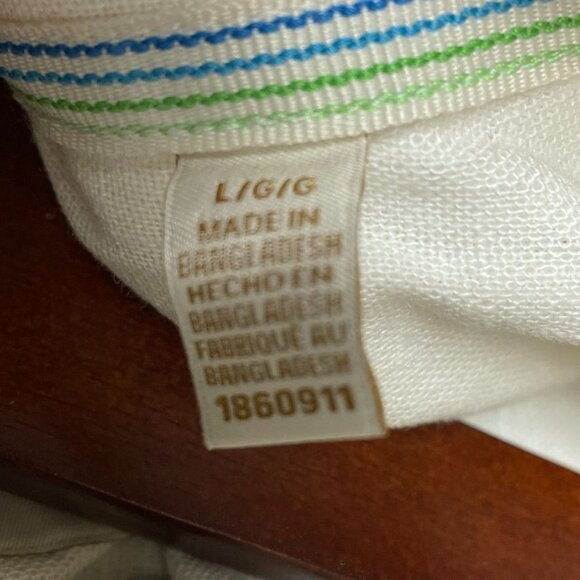 L/G/G
MADE IN
BANGLADESH
HECHO EN
BANGLADESH
FABRIQUÉ AU
BANGLADESH
1860911